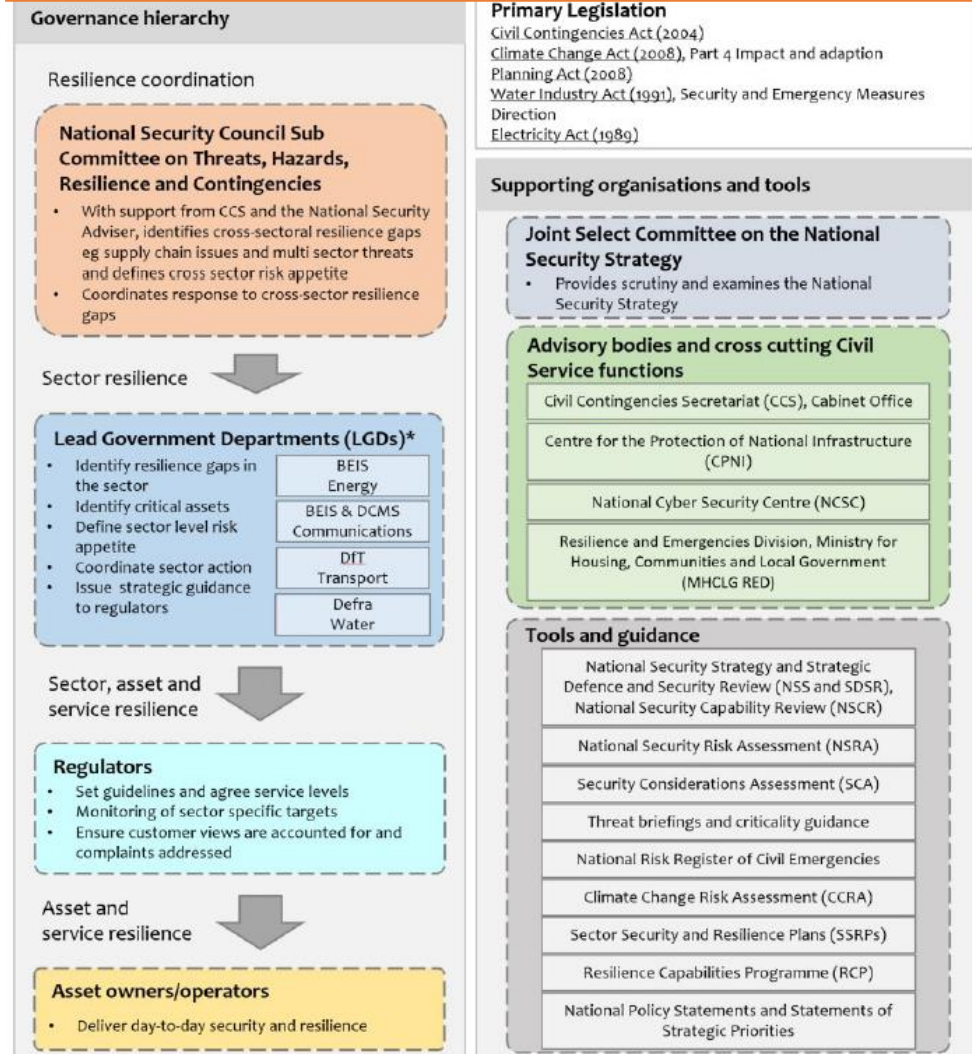 Governance hierarchy
Resilience coordination
National Security Council Sub
Committee on Threats, Hazards,
Resilience and Contingencies
• With support from CCS and the National Security
Adviser, identifies cross-sectoral resilience gaps
eg supply chain issues and multi sector threats
and defines cross sector risk appetite
• Coordinates response to cross-sector resilience
gaps
Sector resilience
Lead Government Departments (LGDs)*
• Identify resilience gaps in
the sector
• Identify critical assets
• Define sector level risk
appetite
• Coordinate sector action
• Issue strategic guidance
to regulators
BEIS
Energy
BEIS & DCMS
Communications
DfT
Transport
Defra
Water
Sector, asset and
service resilience
Regulators
• Set guidelines and agree service levels
• Monitoring of sector specific targets
• Ensure customer views are accounted for and
complaints addressed
Asset and
service resilience
Asset owners/operators
• Deliver day-to-day security and resilience
Primary Legislation
Civil Contingencies Act (2004)
Climate Change Act (2008), Part 4 Impact and adaption
Planning Act (2008)
Water Industry Act (1991), Security and Emergency Measures
Direction
Electricity Act (1989)
Supporting organisations and tools
Joint Select Committee on the National
Security Strategy
• Provides scrutiny and examines the National
Security Strategy
Advisory bodies and cross cutting Civil
Service functions
Civil Contingencies Secretariat (CCS), Cabinet Office
Centre for the Protection of National Infrastructure
(CPNI)
National Cyber Security Centre (NCSC)
Resilience and Emergencies Division, Ministry for
Housing, Communities and Local Government
(MHCLG RED)
Tools and guidance
National Security Strategy and Strategic
Defence and Security Review (NSS and SDSR),
National Security Capability Review (NSCR)
National Security Risk Assessment (NSRA)
Security Considerations Assessment (SCA)
Threat briefings and criticality guidance
National Risk Register of Civil Emergencies
Climate Change Risk Assessment (CCRA)
Sector Security and Resilience Plans (SSRPs)
Resilience Capabilities Programme (RCP)
National Policy Statements and Statements of
Strategic Priorities